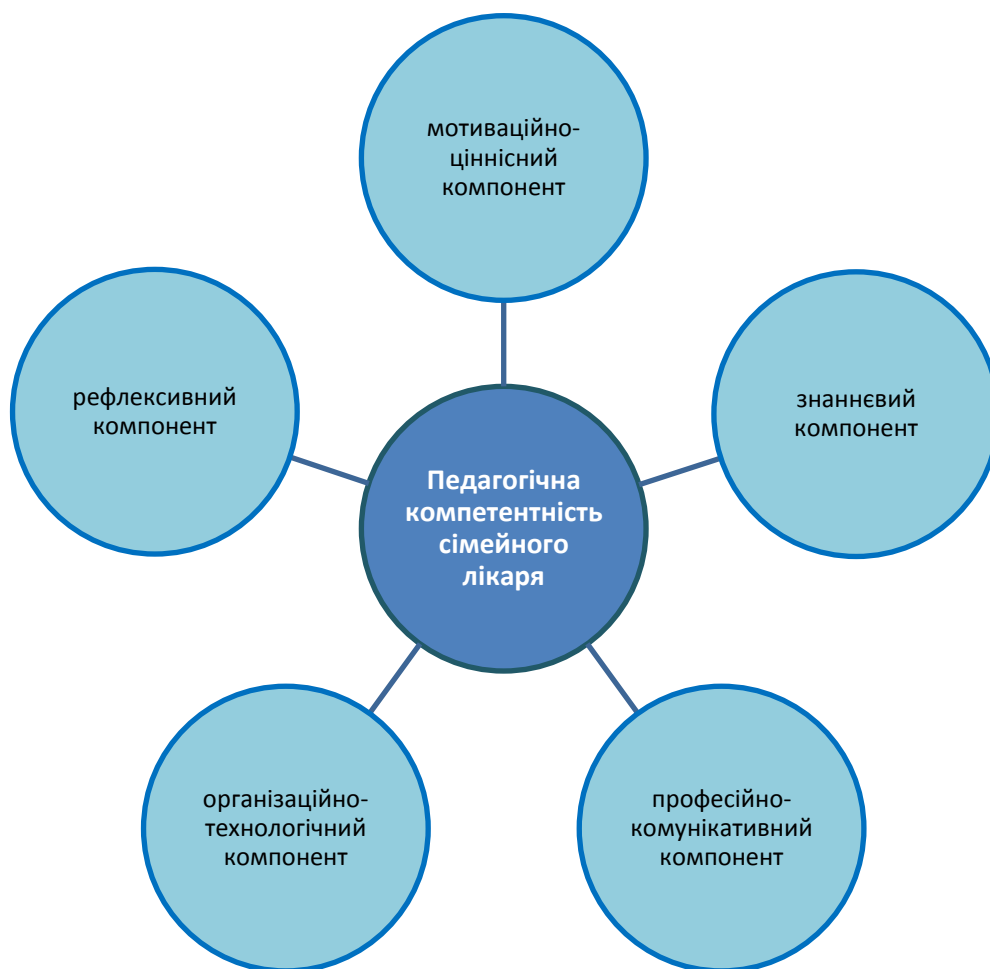 мотиваційно-
ціннісний
компонент
рефлексивний
компонент
знаннєвий
компонент
Педагогічна
компетентність
сімейного
лікаря
організаційно-
технологічний
компонент
професійно-
комунікативний
компонент